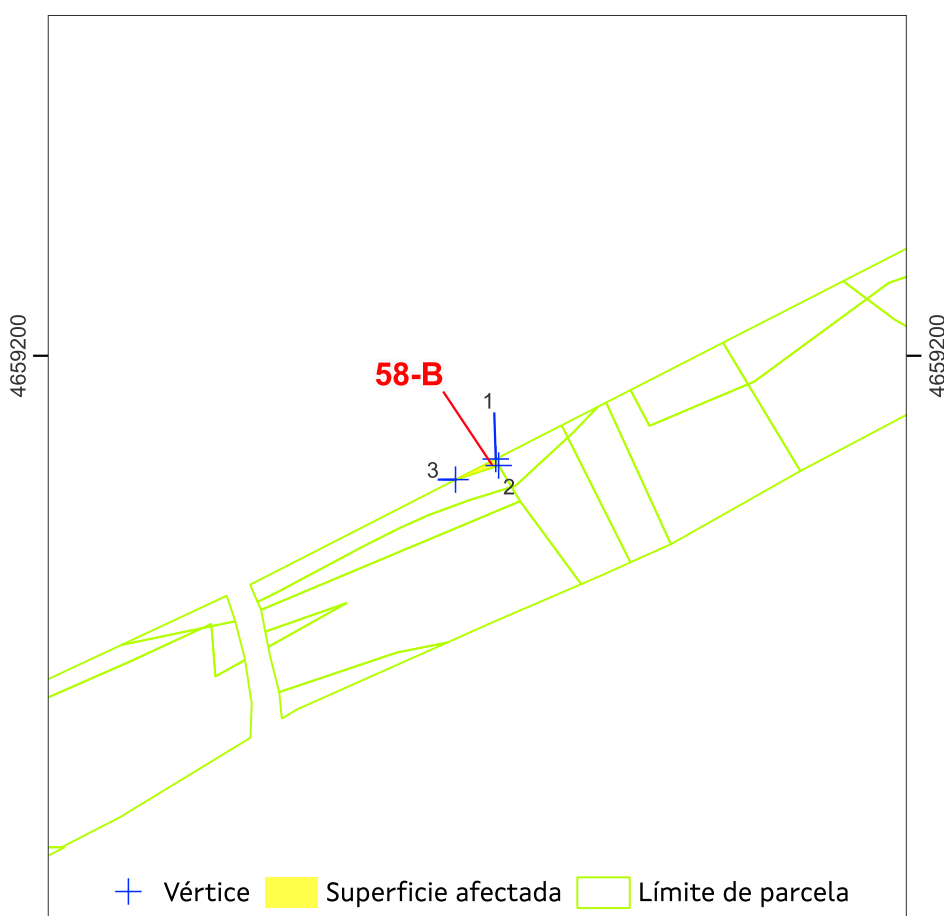 4659200
4659200
58-B
1
3
2
Vértice
Superficie afectada
Límite de parcela